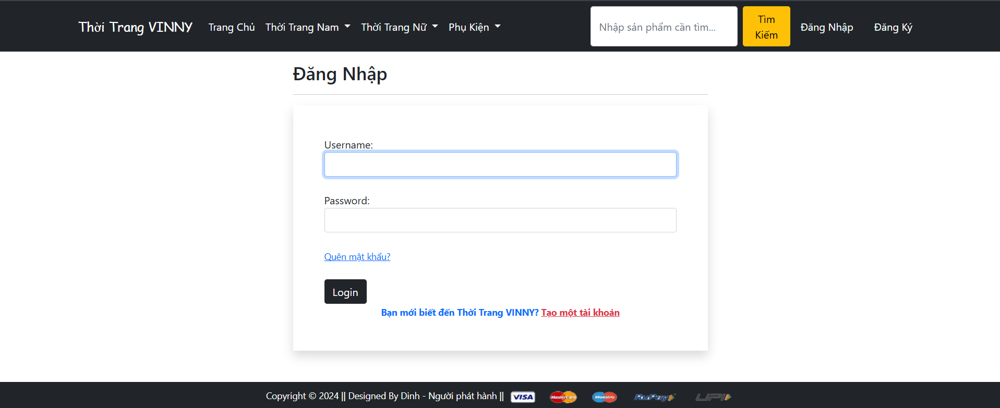 Thời Trang VINNY Trang Chủ Thời Trang Nam Thời Trang Nữ Phụ Kiện Nhập sản phẩm cần tìm... Tìm Kiếm Đăng Nhập Đăng Ký
Đăng Nhập
Username:
Password:
Quên mật khẩu?
Login
Bạn mới biết đến Thời Trang VINNY? Tạo một tài khoản
Copyright © 2024 || Designed By Dinh - Người phát hành || VISA MasterCard Maestro RuPay UPI